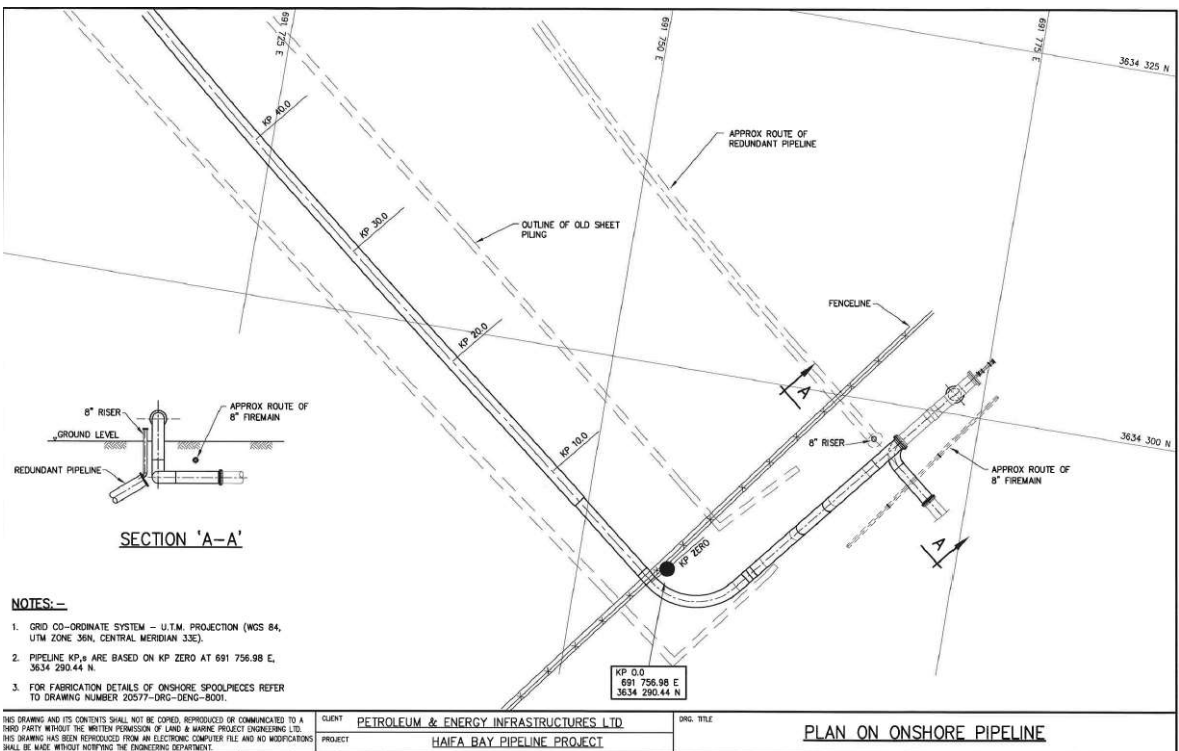 691 725 E
691 750 E
691 775 E
3634 325 N
KP 40.0
APPROX ROUTE OF
REDUNDANT PIPELINE
KP 30.0
OUTLINE OF OLD SHEET
PILING
FENCELINE
KP 20.0
A
8" RISER
APPROX ROUTE OF
8" FIREMAIN
GROUND LEVEL
REDUNDANT PIPELINE
SECTION 'A-A'
KP 10.0
8" RISER
3634 300 N
APPROX ROUTE OF
8" FIREMAIN
A
KP ZERO
KP 0.0
691 756.98 E
3634 290.44 N
NOTES:-
1. GRID CO-ORDINATE SYSTEM - U.T.M. PROJECTION (WGS 84,
UTM ZONE 36N, CENTRAL MERIDIAN 33E).
2. PIPELINE KP,s ARE BASED ON KP ZERO AT 691 756.98 E,
3634 290.44 N.
3. FOR FABRICATION DETAILS OF ONSHORE SPOOLPIECES REFER
TO DRAWING NUMBER 20577-DRG-DENG-8001.
THIS DRAWING AND ITS CONTENTS SHALL NOT BE COPIED, REPRODUCED OR COMMUNICATED TO A
THIRD PARTY WITHOUT THE WRITTEN PERMISSION OF LAND & MARINE PROJECT ENGINEERING LTD.
THIS DRAWING HAS BEEN REPRODUCED FROM AN ELECTRONIC COMPUTER FILE AND NO MODIFICATIONS
SHALL BE MADE WITHOUT NOTIFYING THE ENGINEERING DEPARTMENT.
CLIENT PETROLEUM & ENERGY INFRASTRUCTURES LTD
PROJECT HAIFA BAY PIPELINE PROJECT
DRG. TITLE
PLAN ON ONSHORE PIPELINE